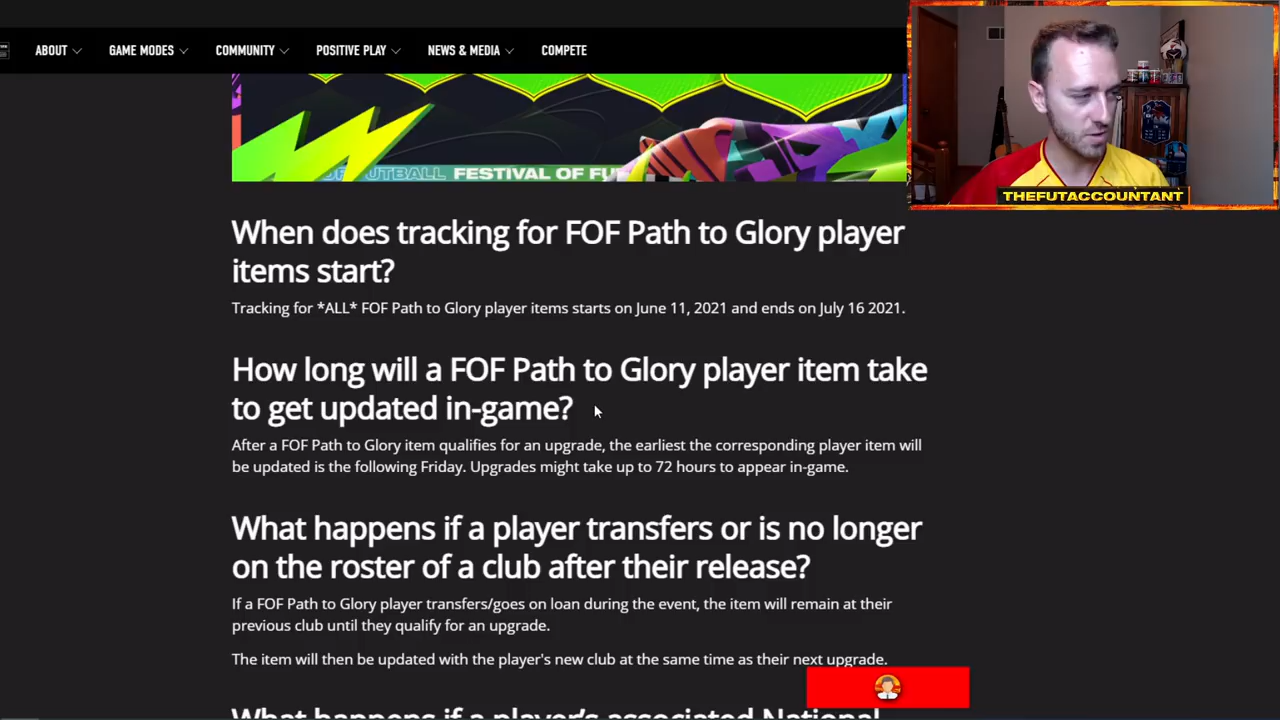 ABOUT GAME MODES COMMUNITY POSITIVE PLAY NEWS & MEDIA COMPETE
THEFUTACCOUNTANT
FUTBALL FESTIVAL OF
When does tracking for FOF Path to Glory player
items start?
Tracking for *ALL* FOF Path to Glory player items starts on June 11, 2021 and ends on July 16 2021.
How long will a FOF Path to Glory player item take
to get updated in-game?
After a FOF Path to Glory item qualifies for an upgrade, the earliest the corresponding player item will
be updated is the following Friday. Upgrades might take up to 72 hours to appear in-game.
What happens if a player transfers or is no longer
on the roster of a club after their release?
If a FOF Path to Glory player transfers/goes on loan during the event, the item will remain at their
previous club until they qualify for an upgrade.
The item will then be updated with the player's new club at the same time as their next upgrade.
What happens if a player's associated National